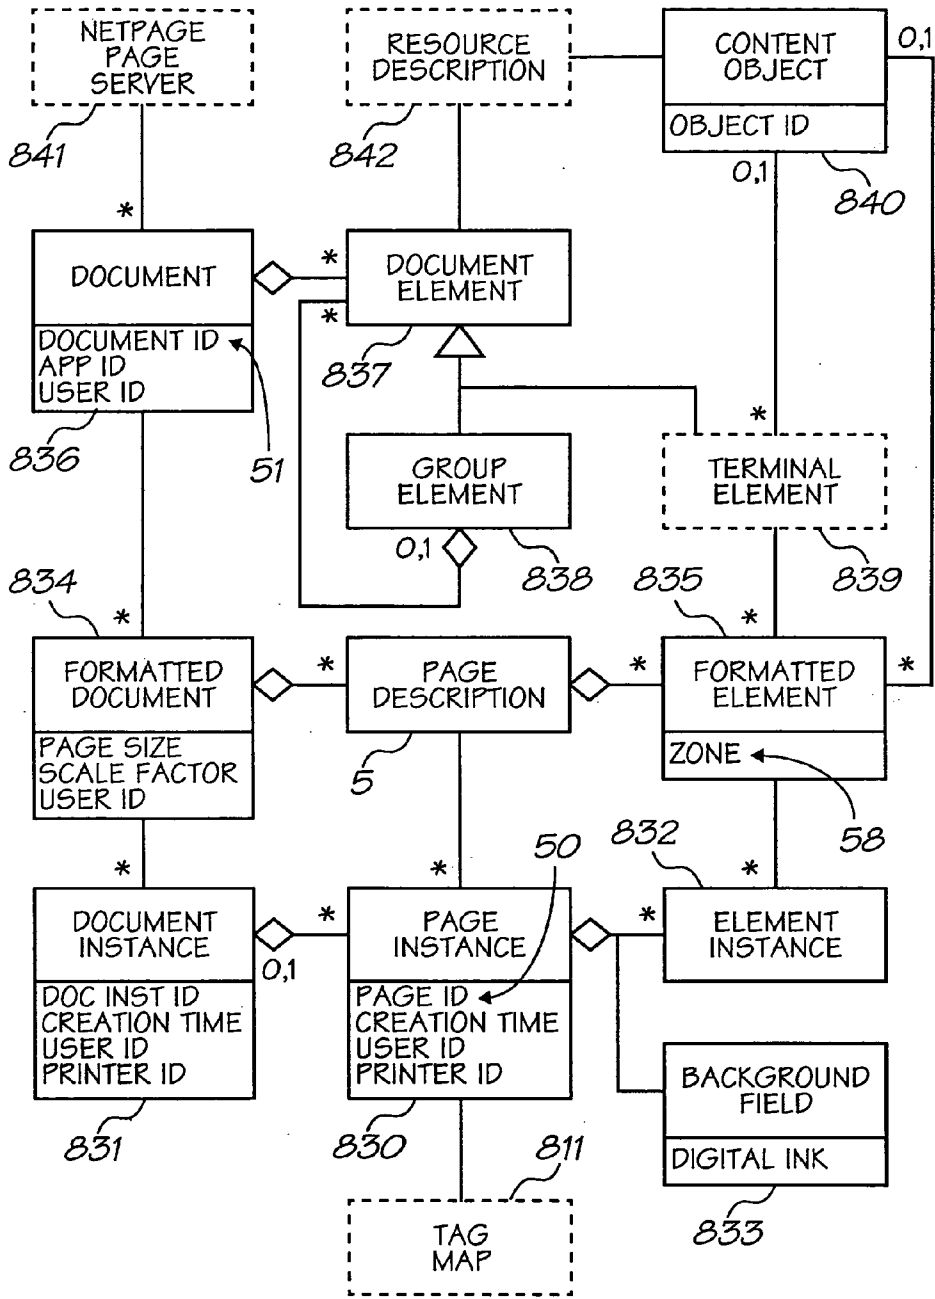 NETPAGE
PAGE
SERVER
841
*
RESOURCE
DESCRIPTION
842
CONTENT
OBJECT
OBJECT ID
0,1
0,1
840
DOCUMENT
DOCUMENT ID
APP ID
USER ID
836
51
*
*
DOCUMENT
ELEMENT
837
GROUP
ELEMENT
0,1
838
*
TERMINAL
ELEMENT
839
834
*
FORMATTED
DOCUMENT
PAGE SIZE
SCALE FACTOR
USER ID
*
PAGE
DESCRIPTION
5
835
*
*
*
FORMATTED
ELEMENT
ZONE
58
*
DOCUMENT
INSTANCE
DOC INST ID
CREATION TIME
USER ID
PRINTER ID
831
0,1
*
*
50
PAGE
INSTANCE
PAGE ID
CREATION TIME
USER ID
PRINTER ID
830
832
*
*
ELEMENT
INSTANCE
BACKGROUND
FIELD
DIGITAL INK
833
811
TAG
MAP